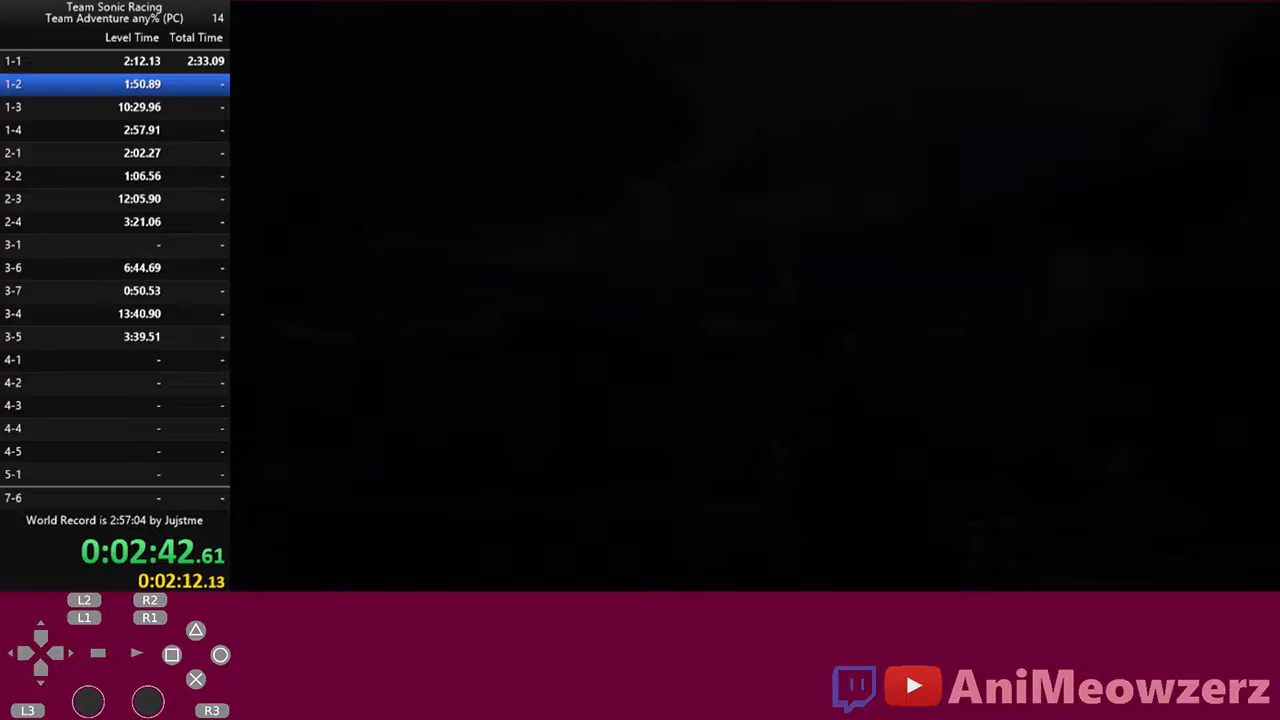 Team Sonic Racing
Team Adventure any% (PC) 14
Level Time Total Time
1-1 2:12.13 2:33.09
1-2 1:50.89 -
1-3 10:29.96 -
1-4 2:57.91 -
2-1 2:02.27 -
2-2 1:06.56 -
2-3 12:05.90 -
2-4 3:21.06 -
3-1 - -
3-6 6:44.69 -
3-7 0:50.53 -
3-4 13:40.90 -
3-5 3:39.51 -
4-1 - -
4-2 - -
4-3 - -
4-4 - -
4-5 - -
5-1 - -
7-6 - -
World Record is 2:57:04 by Jujstme
0:02:42.61
0:02:12.13
L2 R2
L1 R1
L3 R3
AniMeowzerz